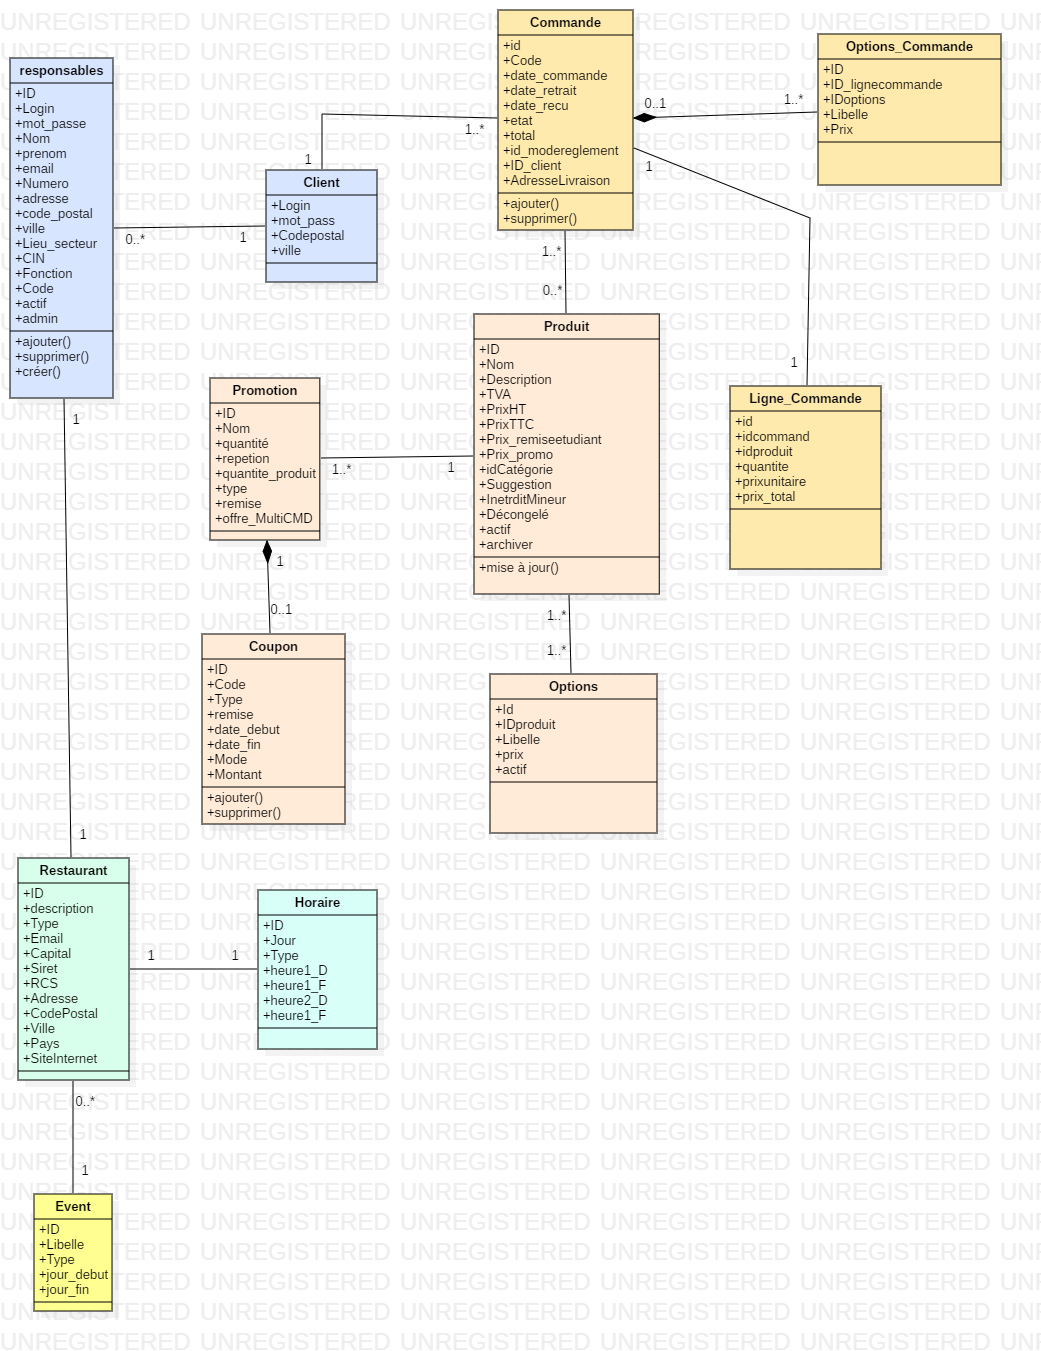 Commande
+id
+Code
+date_commande
+date_retrait
+date_recu
+etat
+total
+id_modereglement
+ID_client
+AdresseLivraison
+ajouter()
+supprimer()
Options_Commande
+ID
+ID_lignecommande
+IDoptions
+Libelle
+Prix
0..1
1..*
responsables
+ID
+Login
+mot_passe
+Nom
+prenom
+email
+Numero
+adresse
+code_postal
+ville
+Lieu_secteur
+CIN
+Fonction
+Code
+actif
+admin
+ajouter()
+supprimer()
+créer()
1..*
1
Client
+Login
+mot_pass
+Codepostal
+ville
0..*
1
1
1
1..*
0..*
Produit
+ID
+Nom
+Description
+TVA
+PrixHT
+PrixTTC
+Prix_remiseetudiant
+Prix_promo
+idCatégorie
+Suggestion
+InetrditMineur
+Décongelé
+actif
+archiver
+mise à jour()
Ligne_Commande
+id
+idcommand
+idproduit
+quantite
+prixunitaire
+prix_total
Promotion
+ID
+Nom
+quantité
+repetion
+quantite_produit
+type
+remise
+offre_MultiCMD
1..*
1
1
0..1
Coupon
+ID
+Code
+Type
+remise
+date_debut
+date_fin
+Mode
+Montant
+ajouter()
+supprimer()
1..*
1..*
Options
+Id
+IDproduit
+Libelle
+prix
+actif
1
1
Restaurant
+ID
+description
+Type
+Email
+Capital
+Siret
+RCS
+Adresse
+CodePostal
+Ville
+Pays
+SiteInternet
1
1
Horaire
+ID
+Jour
+Type
+heure1_D
+heure1_F
+heure2_D
+heure1_F
0..*
1
Event
+ID
+Libelle
+Type
+jour_debut
+jour_fin
UNREGISTERED